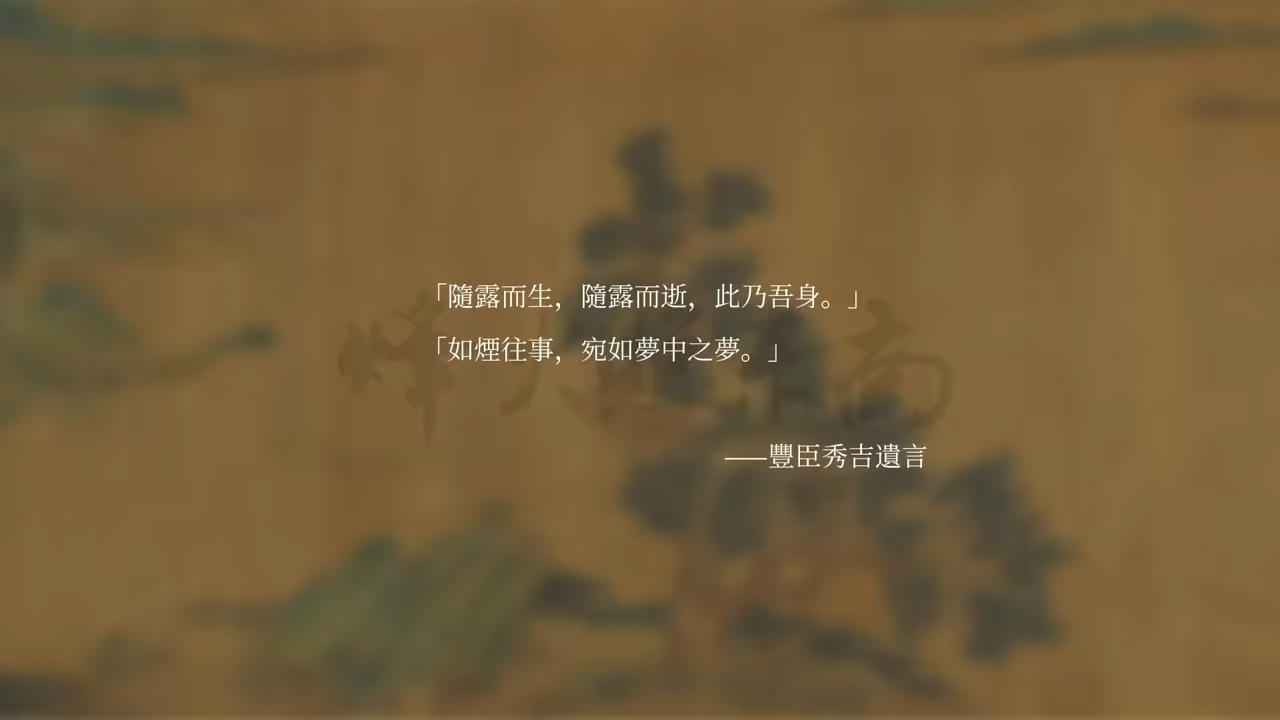 「隨露而生，隨露而逝，此乃吾身。」
「如煙往事，宛如夢中之夢。」
——豐臣秀吉遺言